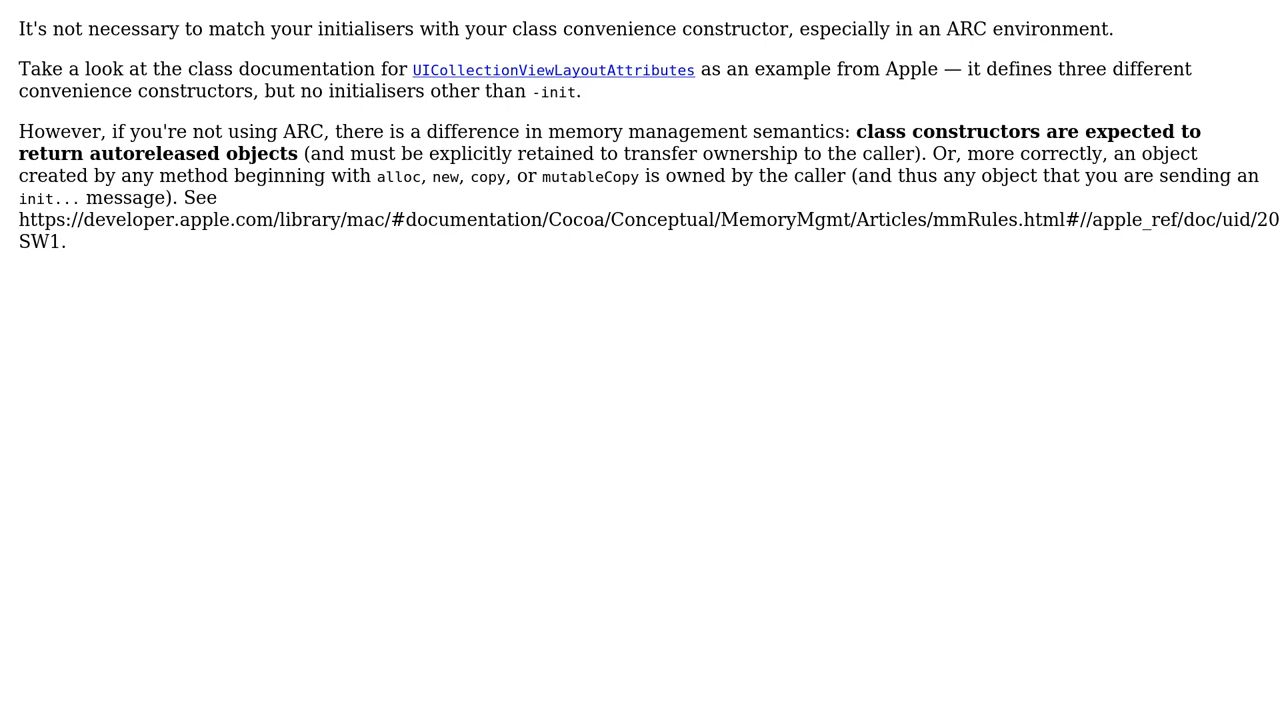 It's not necessary to match your initialisers with your class convenience constructor, especially in an ARC environment.
Take a look at the class documentation for UICollectionViewLayoutAttributes as an example from Apple — it defines three different
convenience constructors, but no initialisers other than -init.
However, if you're not using ARC, there is a difference in memory management semantics: class constructors are expected to
return autoreleased objects (and must be explicitly retained to transfer ownership to the caller). Or, more correctly, an object
created by any method beginning with alloc, new, copy, or mutableCopy is owned by the caller (and thus any object that you are sending an
init... message). See
https://developer.apple.com/library/mac/#documentation/Cocoa/Conceptual/MemoryMgmt/Articles/mmRules.html#//apple_ref/doc/uid/20
SW1.